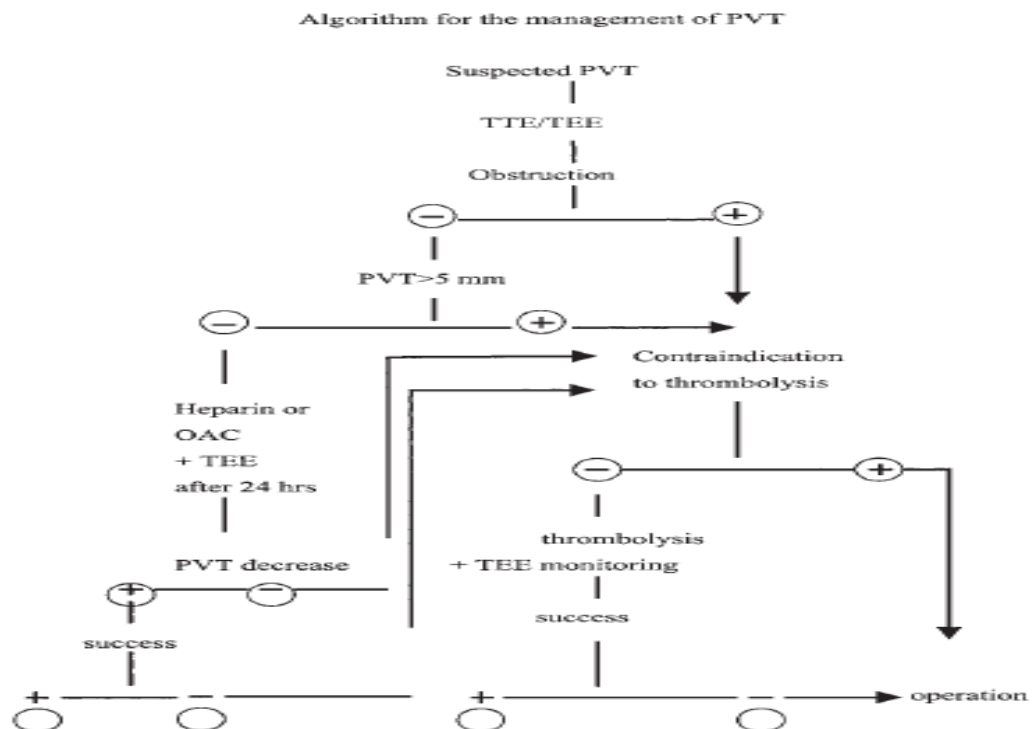 Algorithm for the management of PVT
Suspected PVT
TTE/TEE
Obstruction
− +
PVT>5 mm
− +
Contraindication
to thrombolysis
Heparin or
OAC
+ TEE
after 24 hrs
− +
thrombolysis
+ TEE monitoring
PVT decrease
+ −
success
success
+ − + − operation